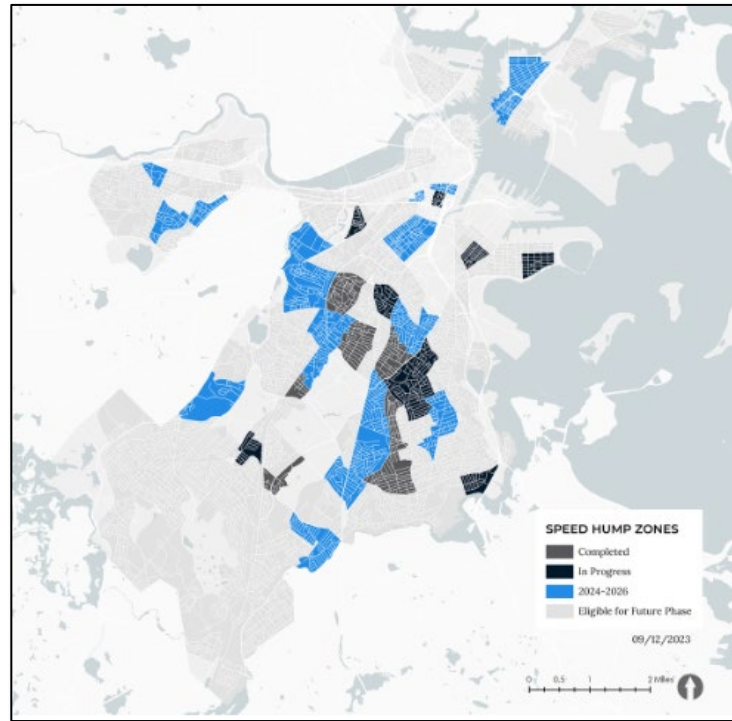 SPEED HUMP ZONES
Completed
In Progress
2024-2026
Eligible for Future Phase
09/12/2023
0 0.5 1 2 Miles